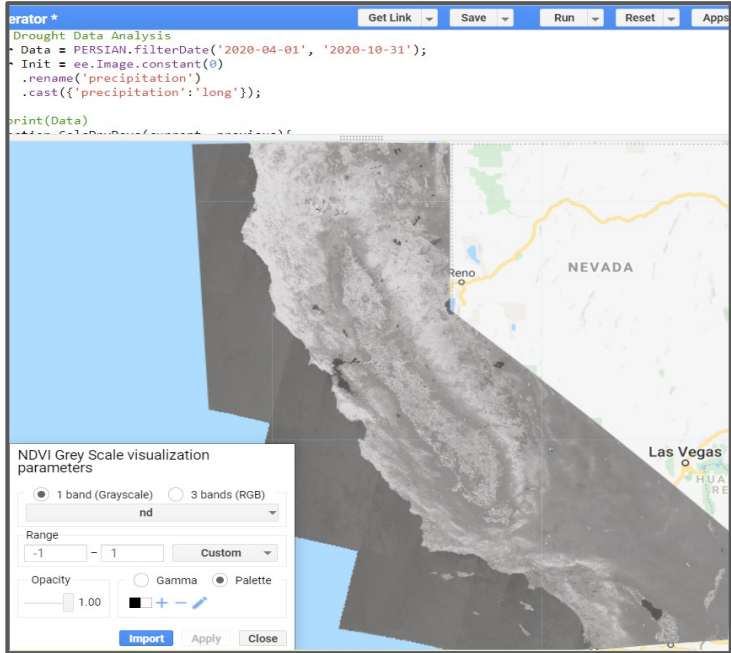 erator *
Get Link
Save
Run
Reset
Apps
Drought Data Analysis
Data = PERSIAN.filterDate('2020-04-01', '2020-10-31');
Init = ee.Image.constant(0)
.rename('precipitation')
.cast({'precipitation':'long'});
print(Data)
Reno
NEVADA
Las Vegas
HUA
RE
NDVI Grey Scale visualization
parameters
1 band (Grayscale) 3 bands (RGB)
nd
Range
-1 – 1 Custom
Opacity
Gamma Palette
1.00
+ −
Import Apply Close